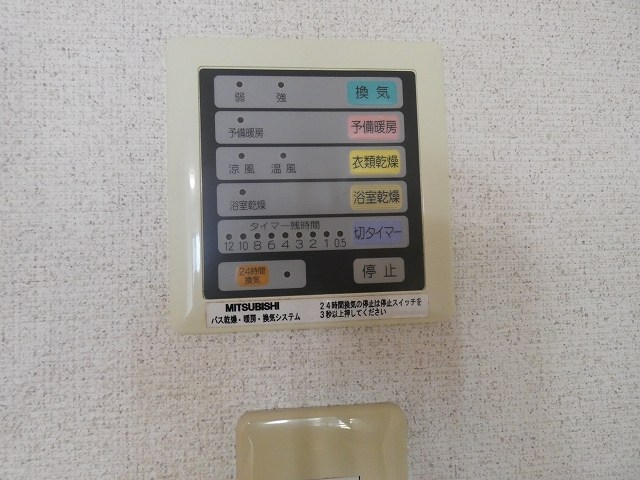 弱 強 換気
予備暖房 予備暖房
涼風 温風 衣類乾燥
浴室乾燥 浴室乾燥
タイマー残時間
12 10 8 6 4 3 2 1 0.5 切タイマー
24時間
換気 停止
MITSUBISHI
バス乾燥・暖房・換気システム
24時間換気の停止は停止スイッチを
3秒以上押してください